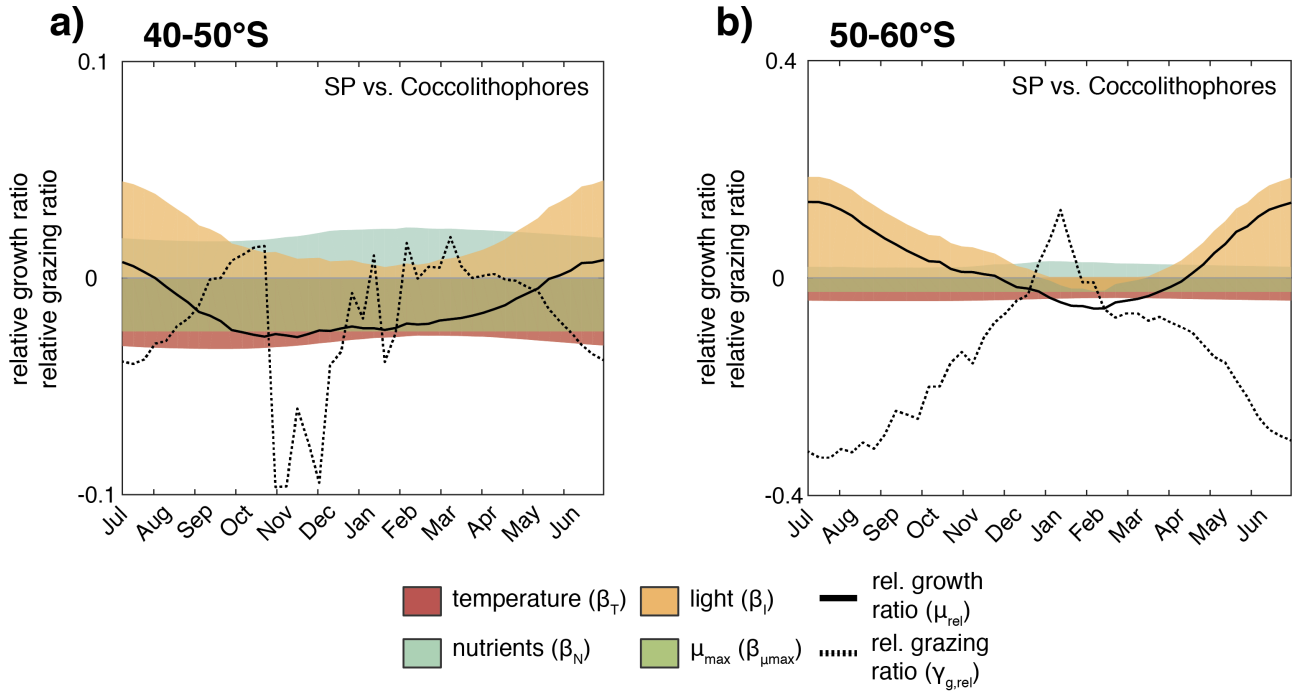 a)
40-50°S
0.1
SP vs. Coccolithophores
relative growth ratio
relative grazing ratio
0
-0.1
Jul
Aug
Sep
Oct
Nov
Dec
Jan
Feb
Mar
Apr
May
Jun
b)
50-60°S
0.4
SP vs. Coccolithophores
relative growth ratio
relative grazing ratio
0
-0.4
Jul
Aug
Sep
Oct
Nov
Dec
Jan
Feb
Mar
Apr
May
Jun
temperature (β_T)
nutrients (β_N)
light (β_I)
μ_max (β_μmax)
rel. growth
ratio (μ_rel)
rel. grazing
ratio (γ_g,rel)